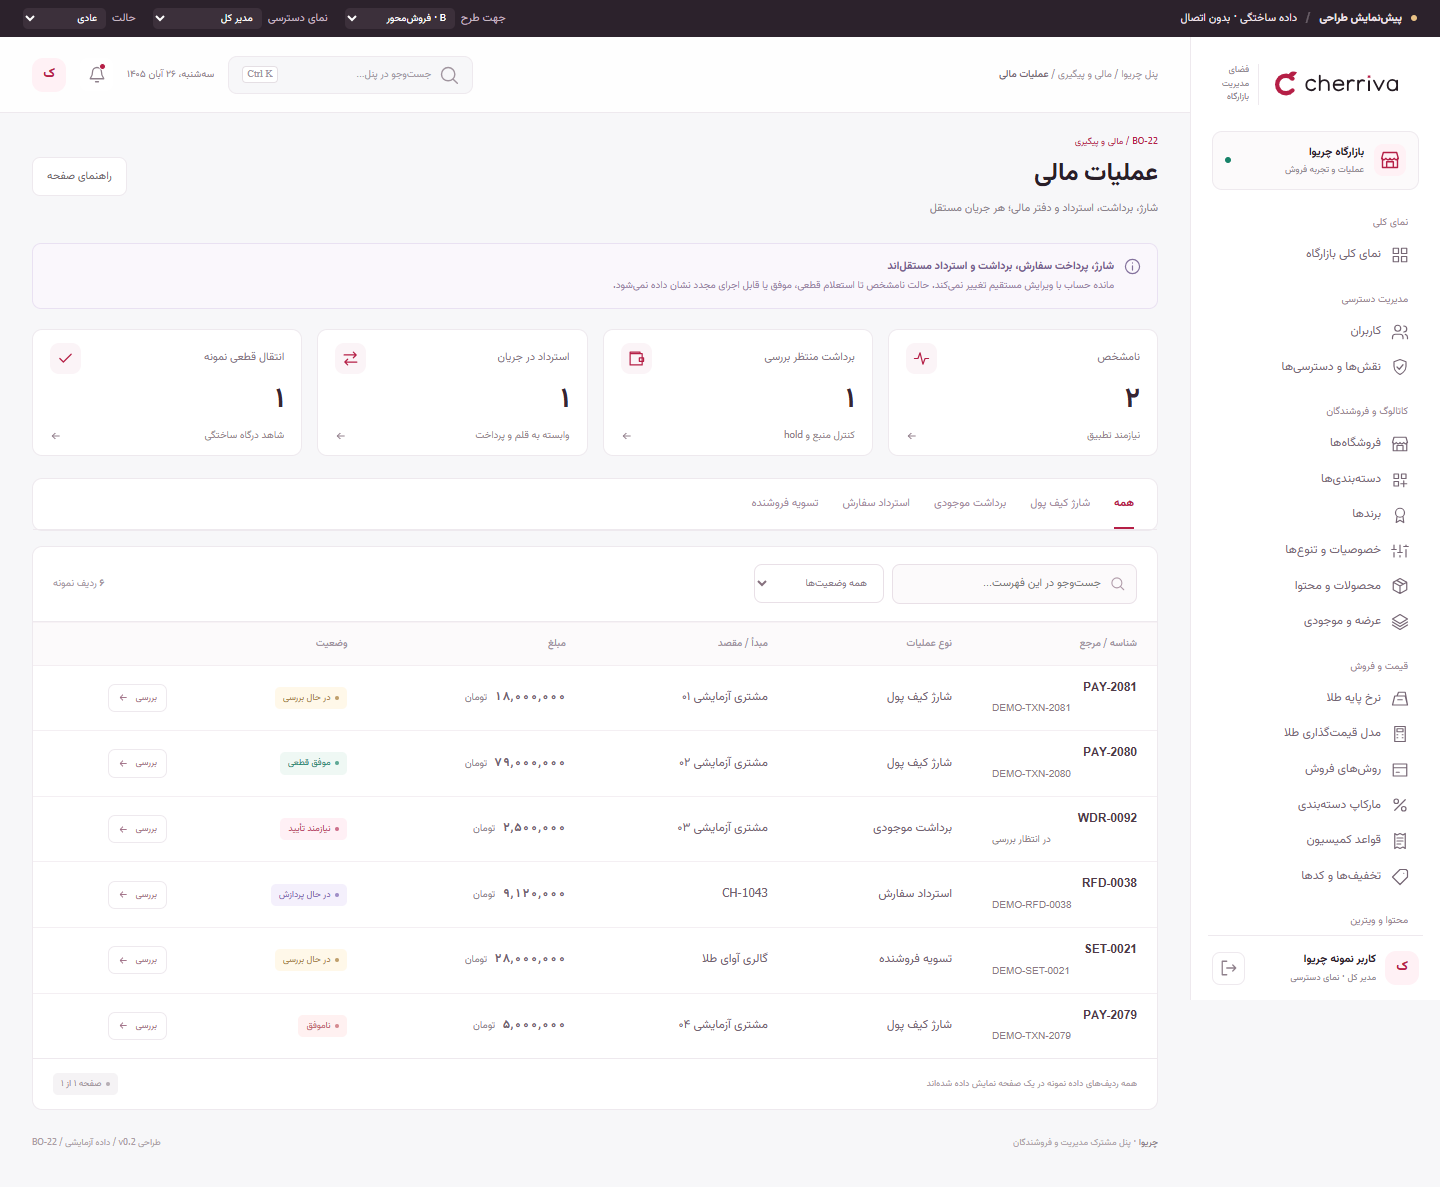 پیش‌نمایش طراحی / داده ساختگی · بدون اتصال
جهت طرح B · فروش‌محور نمای دسترسی مدیر کل حالت عادی
cherriva
فضای
مدیریت
بازارگاه
پنل چریوا / مالی و پیگیری / عملیات مالی
جست‌وجو در پنل... Ctrl K
سه‌شنبه، ۲۶ آبان ۱۴۰۵
ک
بازارگاه چریوا
عملیات و تجربه فروش
نمای کلی
نمای کلی بازارگاه
مدیریت دسترسی
کاربران
نقش‌ها و دسترسی‌ها
کاتالوگ و فروشندگان
فروشگاه‌ها
دسته‌بندی‌ها
برندها
خصوصیات و تنوع‌ها
محصولات و محتوا
عرضه و موجودی
قیمت و فروش
نرخ پایه طلا
مدل قیمت‌گذاری طلا
روش‌های فروش
مارکاپ دسته‌بندی
قواعد کمیسیون
تخفیف‌ها و کدها
محتوا و ویترین
ک
کاربر نمونه چریوا
مدیر کل · نمای دسترسی
BO-22 / مالی و پیگیری
عملیات مالی
شارژ، برداشت، استرداد و دفتر مالی؛ هر جریان مستقل
راهنمای صفحه
شارژ، پرداخت سفارش، برداشت و استرداد مستقل‌اند
مانده حساب با ویرایش مستقیم تغییر نمی‌کند. حالت نامشخص تا استعلام قطعی، موفق یا قابل اجرای مجدد نشان داده نمی‌شود.
نامشخص
۲
نیازمند تطبیق
برداشت منتظر بررسی
۱
کنترل منبع و hold
استرداد در جریان
۱
وابسته به قلم و پرداخت
انتقال قطعی نمونه
۱
شاهد درگاه ساختگی
همه شارژ کیف پول برداشت موجودی استرداد سفارش تسویه فروشنده
جست‌وجو در این فهرست... همه وضعیت‌ها ۶ ردیف نمونه
شناسه / مرجع نوع عملیات مبدأ / مقصد مبلغ وضعیت
PAY-2081 شارژ کیف پول مشتری آزمایشی ۰۱ ۱۸,۰۰۰,۰۰۰ تومان در حال بررسی بررسی
DEMO-TXN-2081
PAY-2080 شارژ کیف پول مشتری آزمایشی ۰۲ ۷۹,۰۰۰,۰۰۰ تومان موفق قطعی بررسی
DEMO-TXN-2080
WDR-0092 برداشت موجودی مشتری آزمایشی ۰۳ ۲,۵۰۰,۰۰۰ تومان نیازمند تأیید بررسی
در انتظار بررسی
RFD-0038 استرداد سفارش CH-1043 ۹,۱۲۰,۰۰۰ تومان در حال پردازش بررسی
DEMO-RFD-0038
SET-0021 تسویه فروشنده گالری آوای طلا ۲۸,۰۰۰,۰۰۰ تومان در حال بررسی بررسی
DEMO-SET-0021
PAY-2079 شارژ کیف پول مشتری آزمایشی ۰۴ ۵,۰۰۰,۰۰۰ تومان ناموفق بررسی
DEMO-TXN-2079
همه ردیف‌های داده نمونه در یک صفحه نمایش داده شده‌اند صفحه ۱ از ۱
چریوا · پنل مشترک مدیریت و فروشندگان
طراحی v0.2 / داده آزمایشی / BO-22